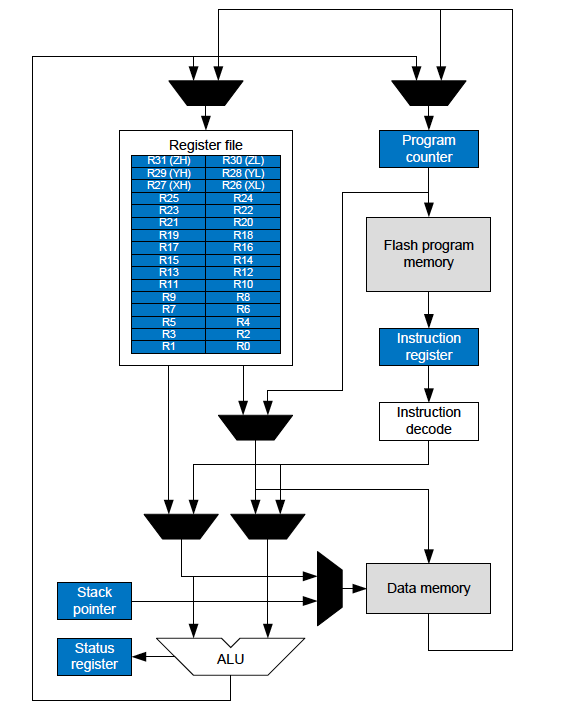 Register file
R31 (ZH) R30 (ZL)
R29 (YH) R28 (YL)
R27 (XH) R26 (XL)
R25 R24
R23 R22
R21 R20
R19 R18
R17 R16
R15 R14
R13 R12
R11 R10
R9 R8
R7 R6
R5 R4
R3 R2
R1 R0
Program
counter
Flash program
memory
Instruction
register
Instruction
decode
Stack
pointer
Data memory
Status
register
ALU